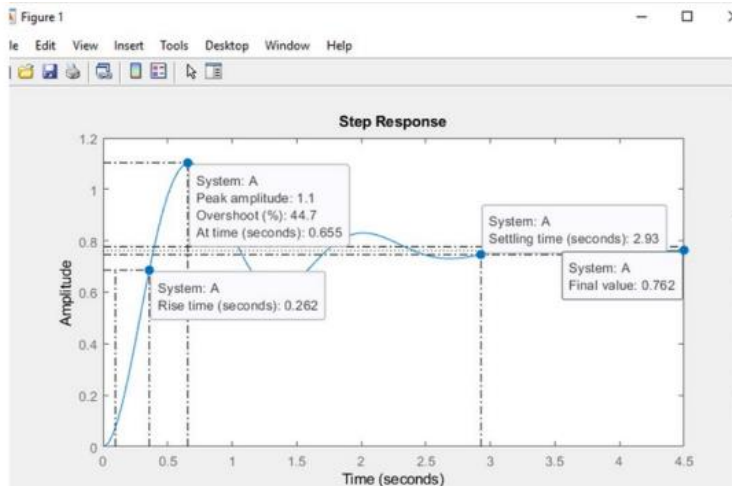 Figure 1
le Edit View Insert Tools Desktop Window Help
Step Response
1.2
1
0.8
0.6
0.4
0.2
0
Amplitude
System: A
Peak amplitude: 1.1
Overshoot (%): 44.7
At time (seconds): 0.655
System: A
Rise time (seconds): 0.262
System: A
Settling time (seconds): 2.93
System: A
Final value: 0.762
0 0.5 1 1.5 2 2.5 3 3.5 4 4.5
Time (seconds)